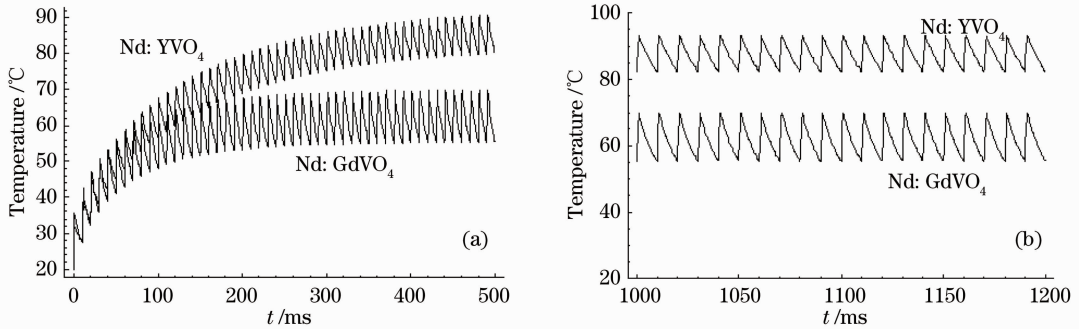 90
80
70
60
50
40
30
20
Temperature /℃
Nd: YVO₄
Nd: GdVO₄
(a)
0 100 200 300 400 500
t /ms
100
80
60
40
20
Temperature /℃
Nd: YVO₄
Nd: GdVO₄
(b)
1000 1050 1100 1150 1200
t /ms